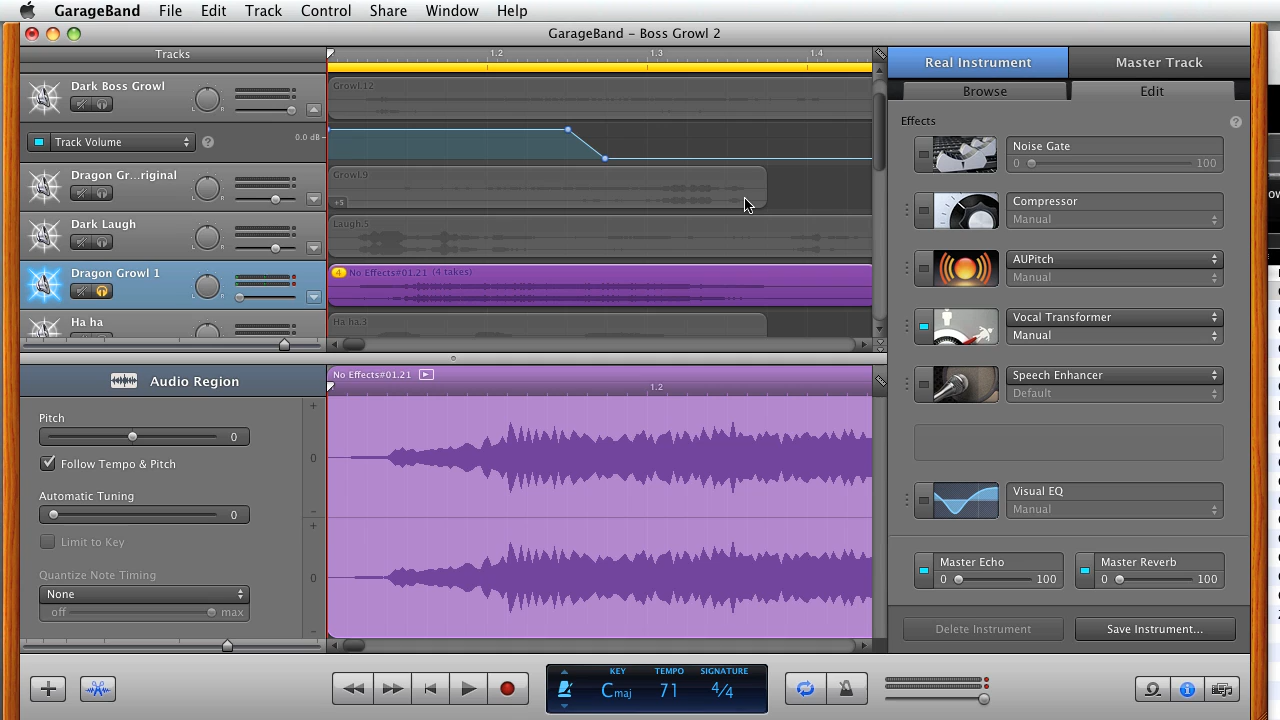 GarageBand File Edit Track Control Share Window Help
GarageBand – Boss Growl 2
Tracks
1.2 1.3 1.4
Real Instrument Master Track
Browse Edit
Dark Boss Growl
L R
Growl.12
Effects
Track Volume ?
0.0 dB
Noise Gate
0 100
Dragon Gr...riginal
L R
Growl.9
+5
Compressor
Manual
Dark Laugh
L R
Laugh.5
AUPitch
Manual
Dragon Growl 1
L R
4 No Effects#01.21 (4 takes)
Vocal Transformer
Manual
Ha ha
Ha ha.3
Speech Enhancer
Default
Audio Region
No Effects#01.21
1.2
Pitch
0
Follow Tempo & Pitch
Automatic Tuning
0
Limit to Key
Quantize Note Timing
None
off max
+
0
–
+
0
–
Visual EQ
Manual
Master Echo
0 100
Master Reverb
0 100
Delete Instrument Save Instrument...
KEY TEMPO SIGNATURE
Cmaj 71 4/4